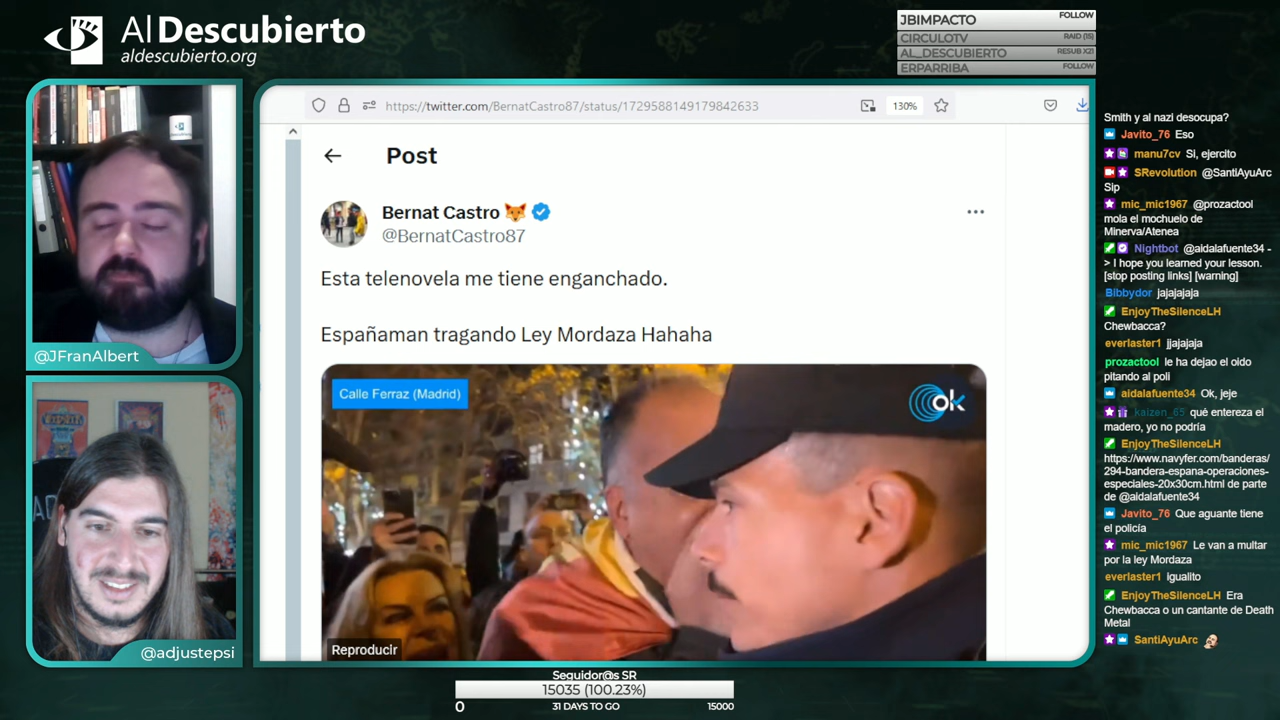 Al Descubierto
aldescubierto.org
JBIMPACTO FOLLOW
CIRCULOTV RAID (15)
AL_DESCUBIERTO RESUB X21
ERPARRIBA FOLLOW
https://twitter.com/BernatCastro87/status/1729588149179842633
130%
Post
Bernat Castro
@BernatCastro87
Esta telenovela me tiene enganchado.
Españaman tragando Ley Mordaza Hahaha
Calle Ferraz (Madrid)
ok
Reproducir
@JFranAlbert
@adjustepsi
Smith y al nazi desocupa?
Javito_76 Eso
manu7cv Si, ejercito
SRevolution @SantiAyuArc
Sip
mic_mic1967 @prozactool
mola el mochuelo de
Minerva/Atenea
Nightbot @aidalafuente34 -
> I hope you learned your lesson.
[stop posting links] [warning]
Bibbydor jajajajaja
EnjoyTheSilenceLH
Chewbacca?
everlaster1 jjajajaja
prozactool le ha dejao el oido
pitando al poli
aidalafuente34 Ok, jeje
kaizen_65 qué entereza el
madero, yo no podría
EnjoyTheSilenceLH
https://www.navyfer.com/banderas/
294-bandera-espana-operaciones-
especiales-20x30cm.html de parte
de @aidalafuente34
Javito_76 Que aguante tiene
el policía
mic_mic1967 Le van a multar
por la ley Mordaza
everlaster1 Igualito
EnjoyTheSilenceLH Era
Chewbacca o un cantante de Death
Metal
SantiAyuArc
Seguidor@s SR
15035 (100.23%)
0 31 DAYS TO GO 15000